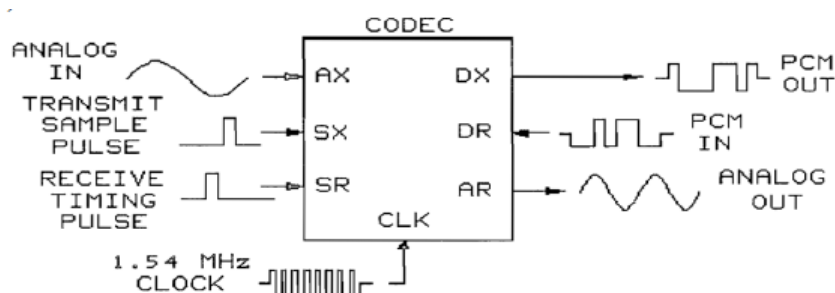 CODEC
ANALOG
IN
AX
DX
PCM
OUT
TRANSMIT
SAMPLE
PULSE
SX
DR
PCM
IN
RECEIVE
TIMING
PULSE
SR
AR
ANALOG
OUT
CLK
1.54 MHz
CLOCK